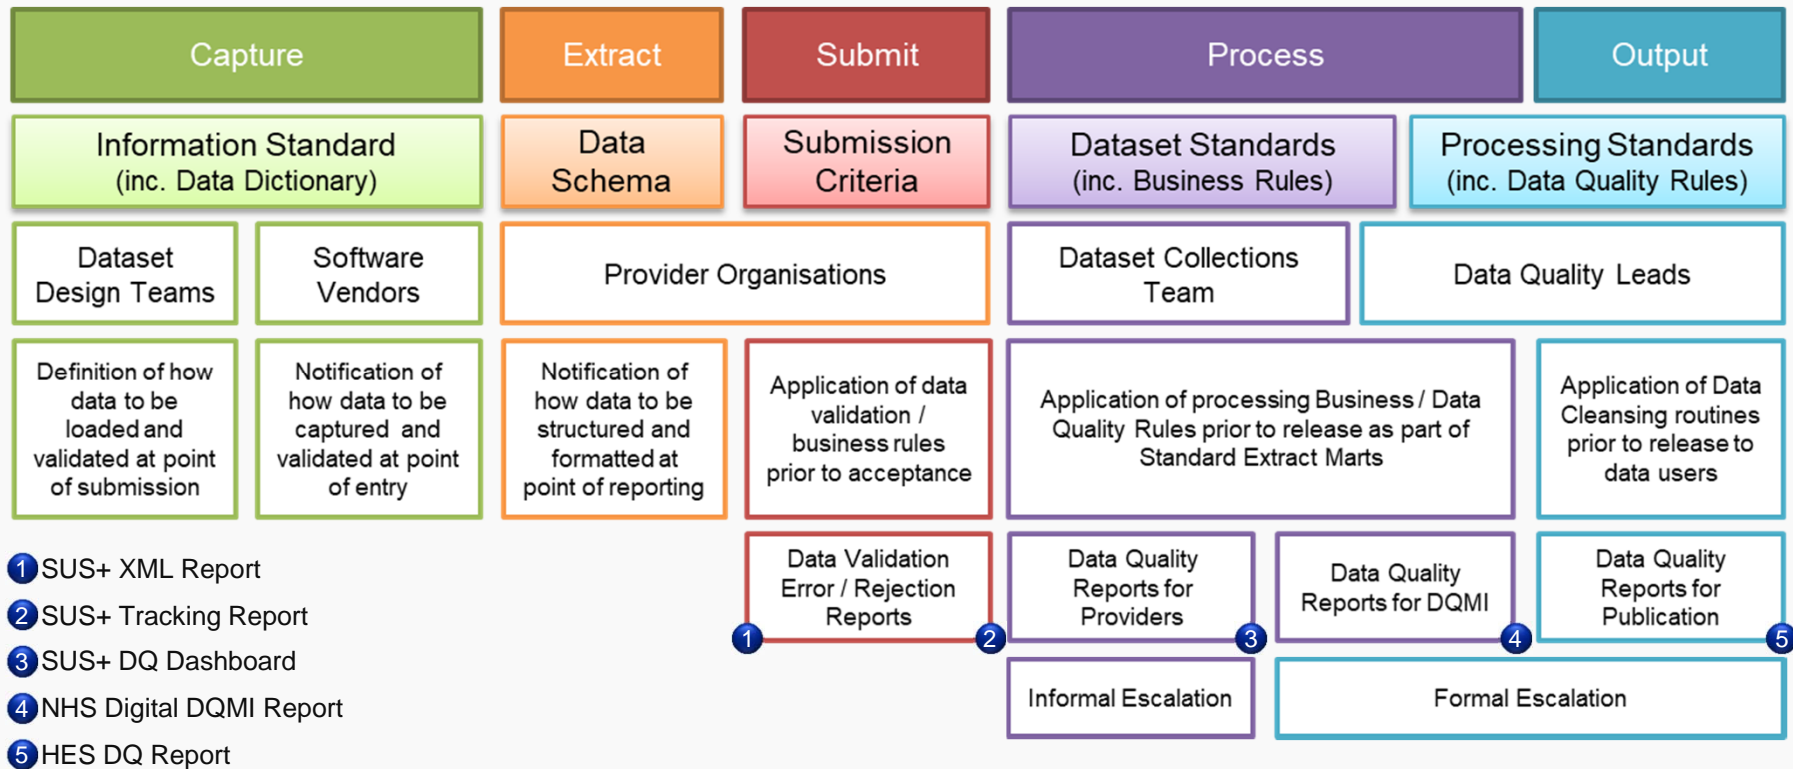 Capture
Extract
Submit
Process
Output
Information Standard
(inc. Data Dictionary)
Data
Schema
Submission
Criteria
Dataset Standards
(inc. Business Rules)
Processing Standards
(inc. Data Quality Rules)
Dataset
Design Teams
Software
Vendors
Provider Organisations
Dataset Collections
Team
Data Quality Leads
Definition of how
data to be
loaded and
validated at point
of submission
Notification of
how data to be
captured and
validated at point
of entry
Notification of
how data to be
structured and
formatted at
point of reporting
Application of data
validation /
business rules
prior to acceptance
Application of processing Business / Data
Quality Rules prior to release as part of
Standard Extract Marts
Application of Data
Cleansing routines
prior to release to
data users
Data Validation
Error / Rejection
Reports
1
2
Data Quality
Reports for
Providers
3
Data Quality
Reports for DQMI
4
Data Quality
Reports for
Publication
5
Informal Escalation
Formal Escalation
1 SUS+ XML Report
2 SUS+ Tracking Report
3 SUS+ DQ Dashboard
4 NHS Digital DQMI Report
5 HES DQ Report